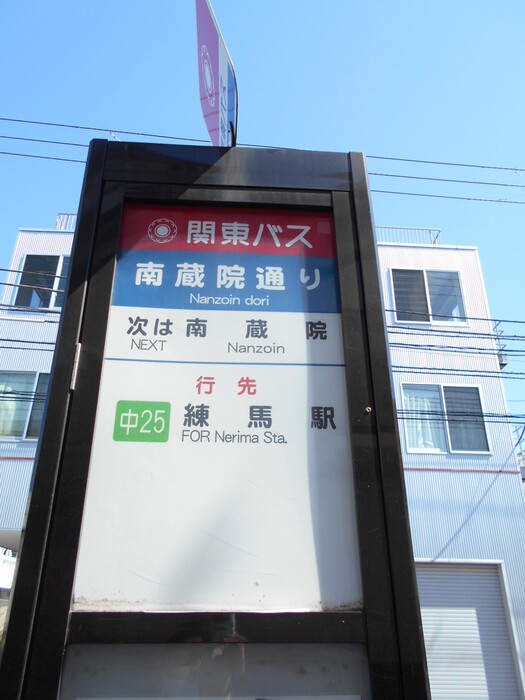 関東バス
南蔵院通り
Nanzoin dori
次は 南蔵院
NEXT Nanzoin
行先
中25 練馬駅
FOR Nerima Sta.